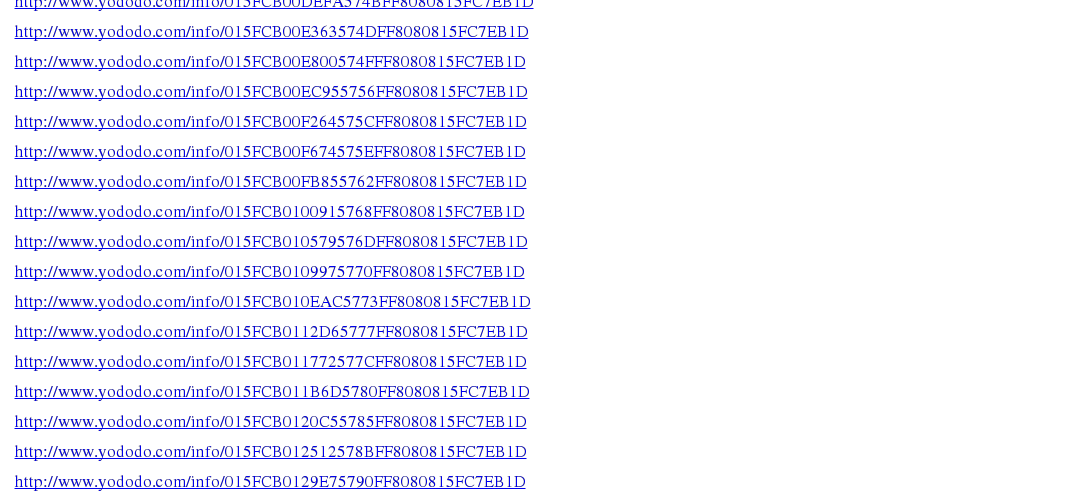 http://www.yododo.com/info/015FCB00DEFA574BFF8080815FC7EB1D
http://www.yododo.com/info/015FCB00E363574DFF8080815FC7EB1D
http://www.yododo.com/info/015FCB00E800574FFF8080815FC7EB1D
http://www.yododo.com/info/015FCB00EC955756FF8080815FC7EB1D
http://www.yododo.com/info/015FCB00F264575CFF8080815FC7EB1D
http://www.yododo.com/info/015FCB00F674575EFF8080815FC7EB1D
http://www.yododo.com/info/015FCB00FB855762FF8080815FC7EB1D
http://www.yododo.com/info/015FCB0100915768FF8080815FC7EB1D
http://www.yododo.com/info/015FCB010579576DFF8080815FC7EB1D
http://www.yododo.com/info/015FCB0109975770FF8080815FC7EB1D
http://www.yododo.com/info/015FCB010EAC5773FF8080815FC7EB1D
http://www.yododo.com/info/015FCB0112D65777FF8080815FC7EB1D
http://www.yododo.com/info/015FCB011772577CFF8080815FC7EB1D
http://www.yododo.com/info/015FCB011B6D5780FF8080815FC7EB1D
http://www.yododo.com/info/015FCB0120C55785FF8080815FC7EB1D
http://www.yododo.com/info/015FCB012512578BFF8080815FC7EB1D
http://www.yododo.com/info/015FCB0129E75790FF8080815FC7EB1D